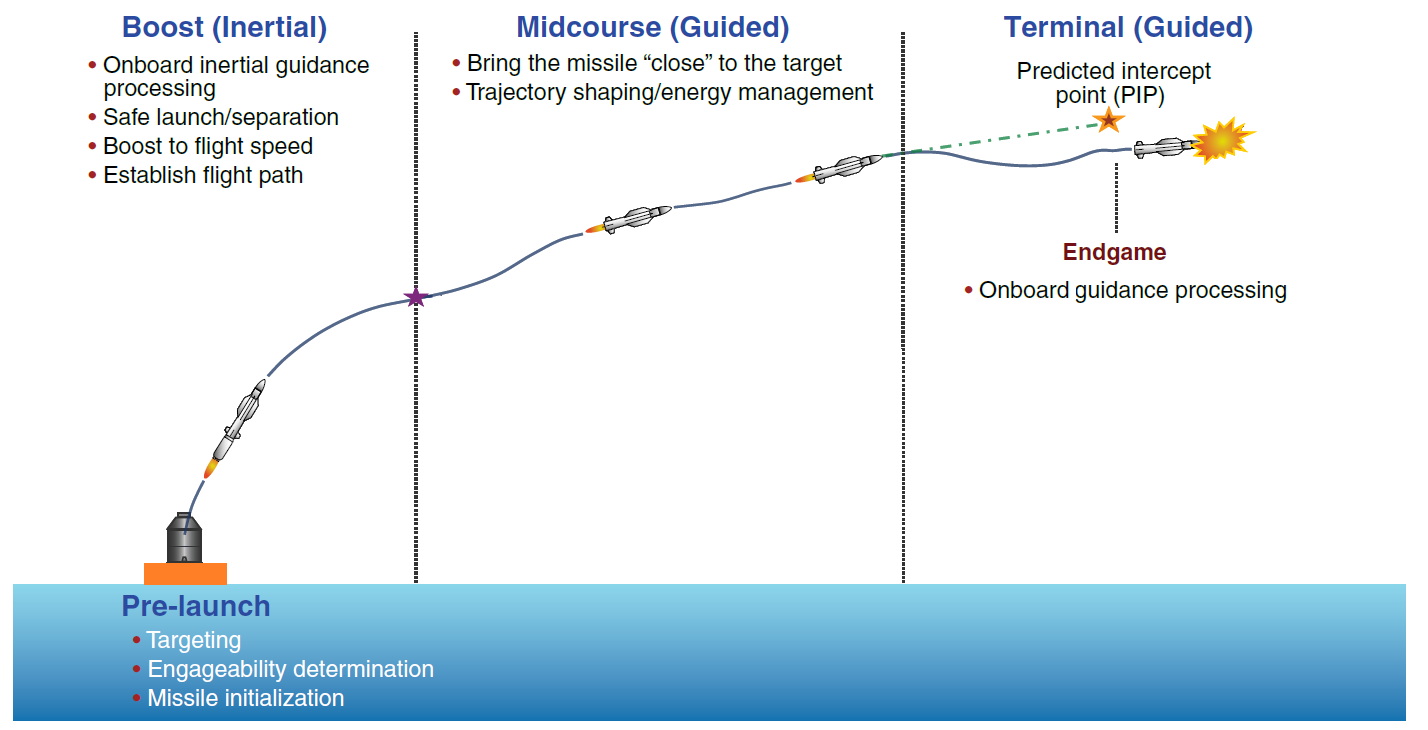 Boost (Inertial)
• Onboard inertial guidance
processing
• Safe launch/separation
• Boost to flight speed
• Establish flight path
Midcourse (Guided)
• Bring the missile “close” to the target
• Trajectory shaping/energy management
Terminal (Guided)
Predicted intercept
point (PIP)
Endgame
• Onboard guidance processing
Pre-launch
• Targeting
• Engageability determination
• Missile initialization